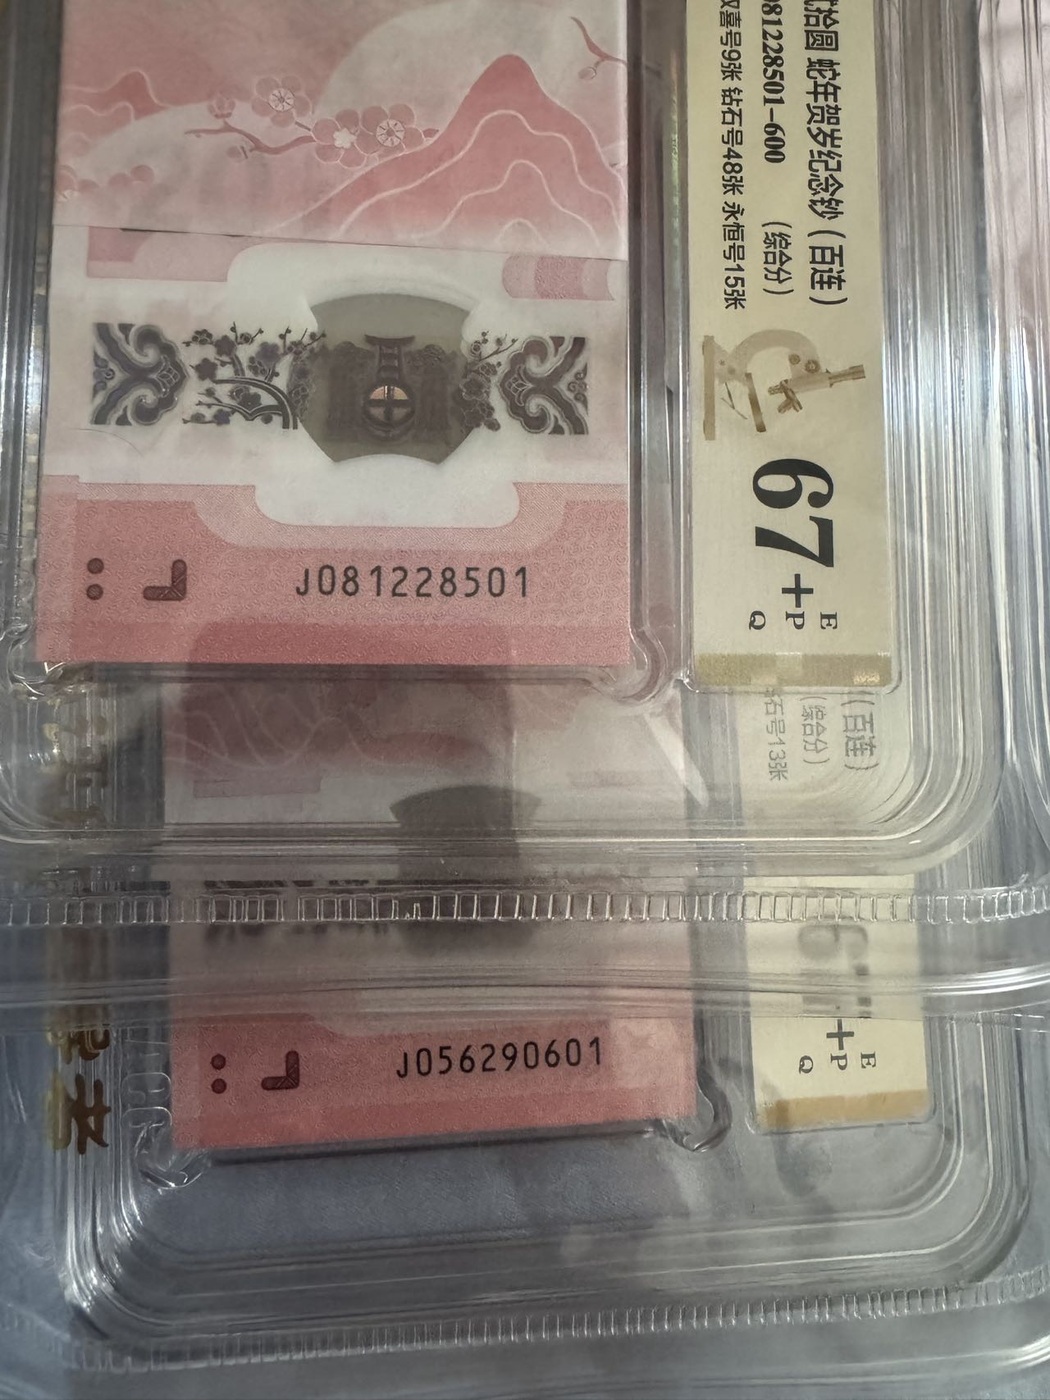 贰拾圆 蛇年贺岁纪念钞（百连）
081228501-600 （综合分）
双喜号9张 钻石号48张 永恒号15张
67+
E
P
Q
J081228501
（百连）
（综合分）
石号13张
+
E
P
Q
J056290601